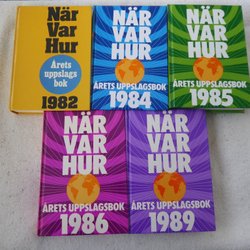 När
Var
Hur
Årets
uppslags
bok
1982
NÄR
VAR
HUR
ÅRETS UPPSLAGSBOK
1984
NÄR
VAR
HUR
ÅRETS UPPSLAGSBOK
1985
NÄR
VAR
HUR
ÅRETS UPPSLAGSBOK
1986
NÄR
VAR
HUR
ÅRETS UPPSLAGSBOK
1989